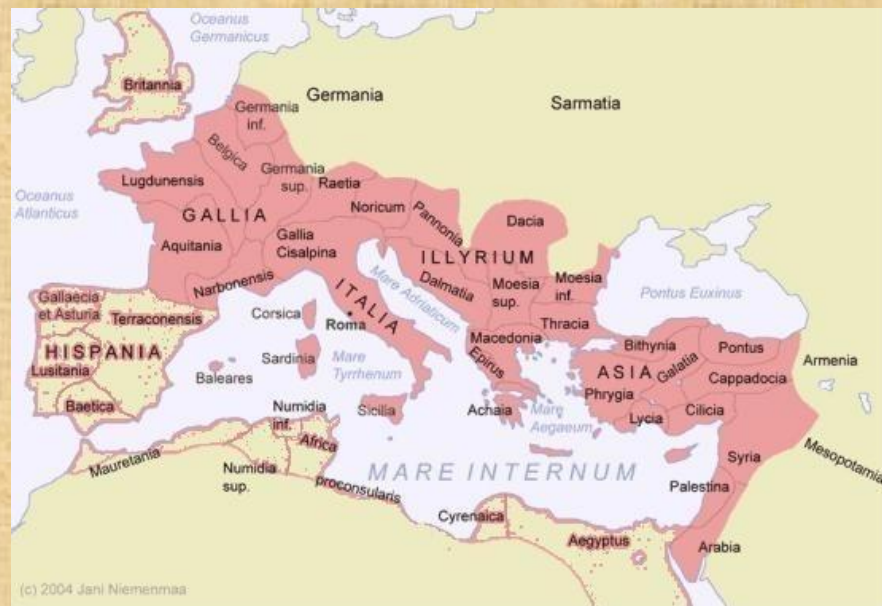 Oceanus
Germanicus
Britannia
Germania
Sarmatia
Germania
inf.
Belgica
Germania
sup.
Lugdunensis
Raetia
Oceanus
Atlanticus
Noricum
Pannonia
Dacia
GALLIA
Gallia
Cisalpina
Aquitania
ILLYRIUM
Narbonensis
ITALIA
Mare Adriaticum
Dalmatia
Moesia
sup.
Moesia
inf.
Pontus Euxinus
Gallaecia
et Asturia
Terraconensis
Corsica
Roma
Thracia
Macedonia
Epirus
Bithynia
Pontus
HISPANIA
Lusitania
Baetica
Baleares
Sardinia
Mare
Tyrrhenum
ASIA
Galatia
Armenia
Phrygia
Cappadocia
Sicilia
Achaia
Mare
Aegaeum
Lycia
Cilicia
Numidia
inf.
Africa
Mauretania
Numidia
sup.
proconsularis
MARE INTERNUM
Syria
Mesopotamia
Palestina
Cyrenaica
Aegyptus
Arabia
(c) 2004 Jani Niemenmaa